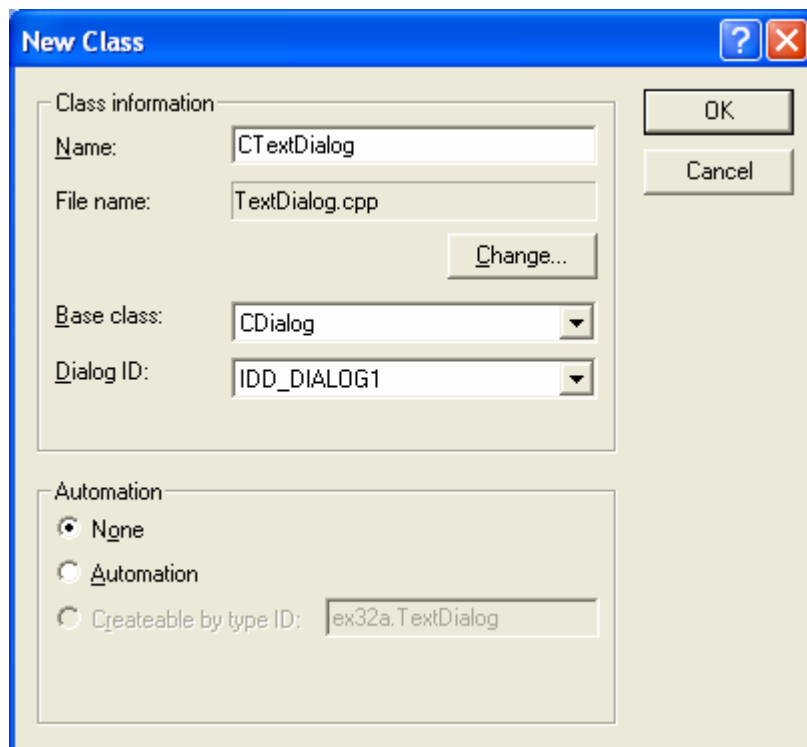 New Class
Class information
OK
Name: CTextDialog
Cancel
File name: TextDialog.cpp
Change...
Base class: CDialog
Dialog ID: IDD_DIALOG1
Automation
None
Automation
Createable by type ID: ex32a.TextDialog